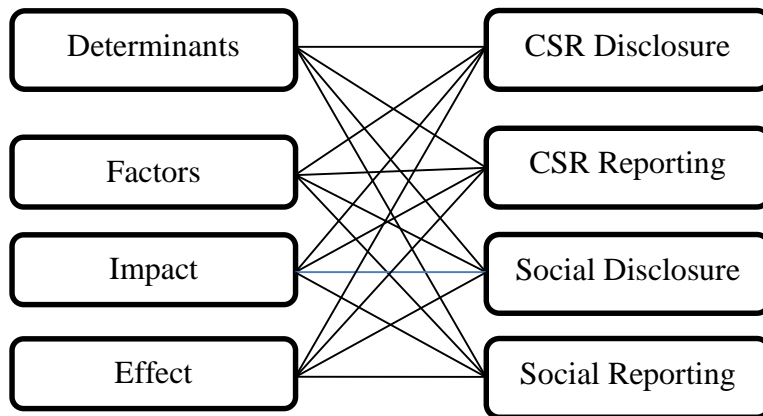 Determinants
CSR Disclosure
Factors
CSR Reporting
Impact
Social Disclosure
Effect
Social Reporting